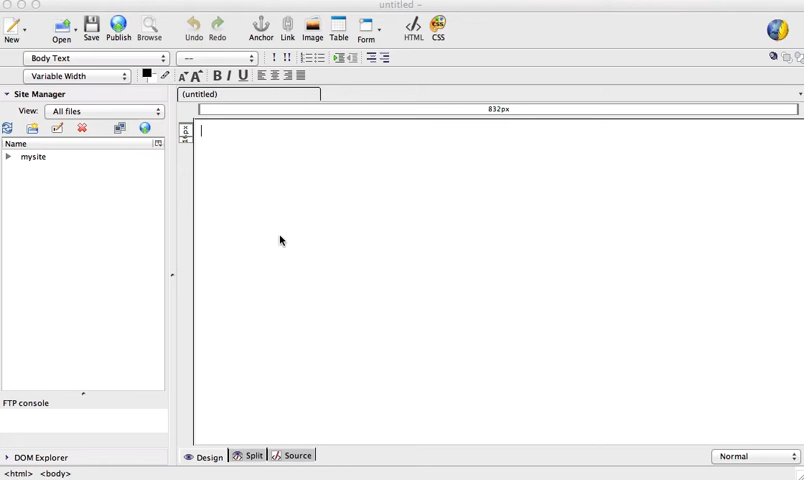 untitled –
New Open Save Publish Browse Undo Redo Anchor Link Image Table Form HTML CSS
Body Text --
Variable Width
Site Manager
(untitled)
View: All files
832px
Name
mysite
FTP console
DOM Explorer
Design Split Source Normal
<html> <body>